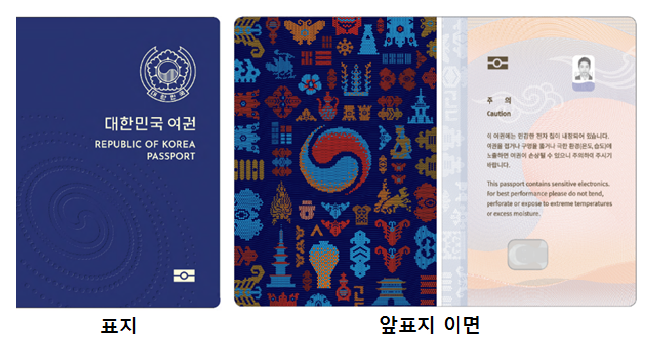 대한민국
대한민국 여권
REPUBLIC OF KOREA
PASSPORT
주 의
Caution
이 여권에는 민감한 전자 칩이 내장되어 있습니다.
여권을 접거나 구멍을 뚫거나 극한 환경(온도, 습도)에
노출하면 여권이 손상될 수 있으니 주의하여 주시기
바랍니다.
This passport contains sensitive electronics.
For best performance please do not bend,
perforate or expose to extreme temperatures
or excess moisture.
표지
앞표지 이면